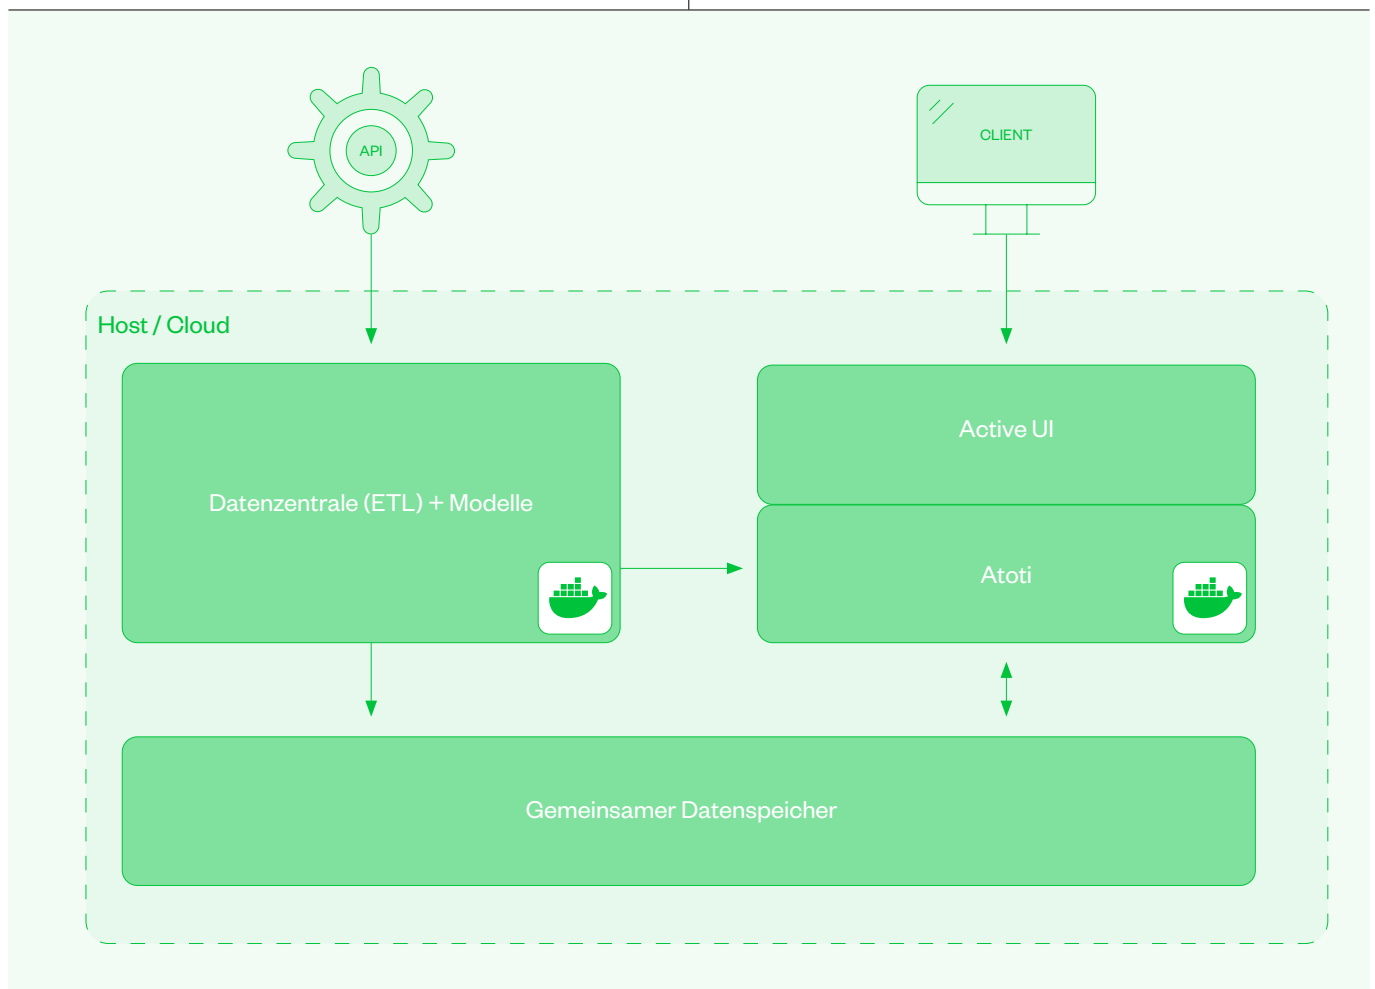 API
CLIENT
Host / Cloud
Datenzentrale (ETL) + Modelle
Active UI
Atoti
Gemeinsamer Datenspeicher